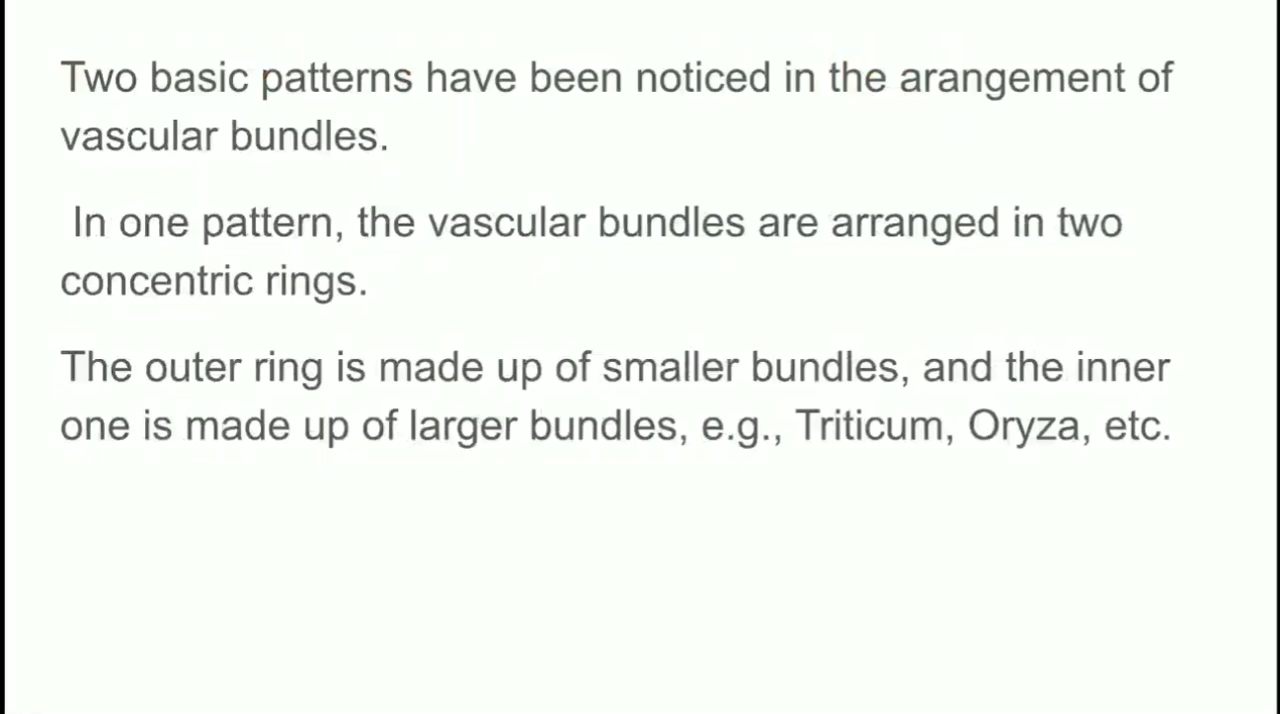 Two basic patterns have been noticed in the arangement of
vascular bundles.
In one pattern, the vascular bundles are arranged in two
concentric rings.
The outer ring is made up of smaller bundles, and the inner
one is made up of larger bundles, e.g., Triticum, Oryza, etc.